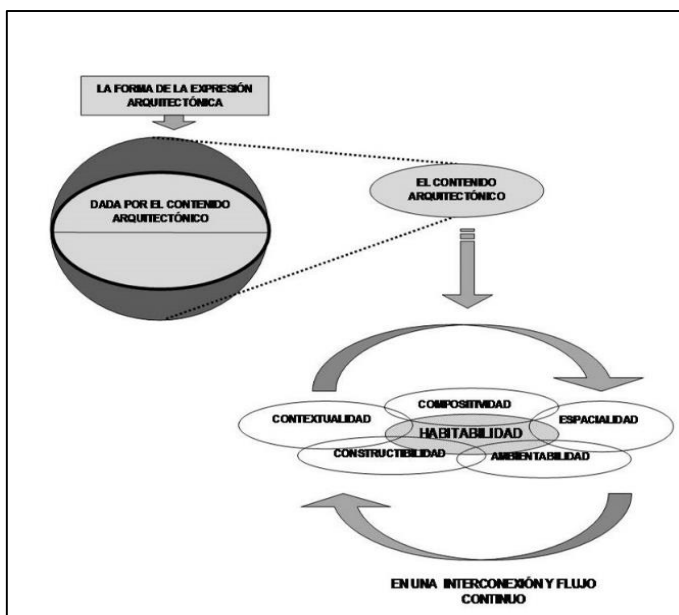 LA FORMA DE LA EXPRESIÓN
ARQUITECTÓNICA
DADA POR EL CONTENIDO
ARQUITECTÓNICO
EL CONTENIDO
ARQUITECTÓNICO
COMPOSITIVIDAD
CONTEXTUALIDAD
ESPACIALIDAD
HABITABILIDAD
CONSTRUCTIBILIDAD
AMBIENTABILIDAD
EN UNA INTERCONEXIÓN Y FLUJO
CONTINUO